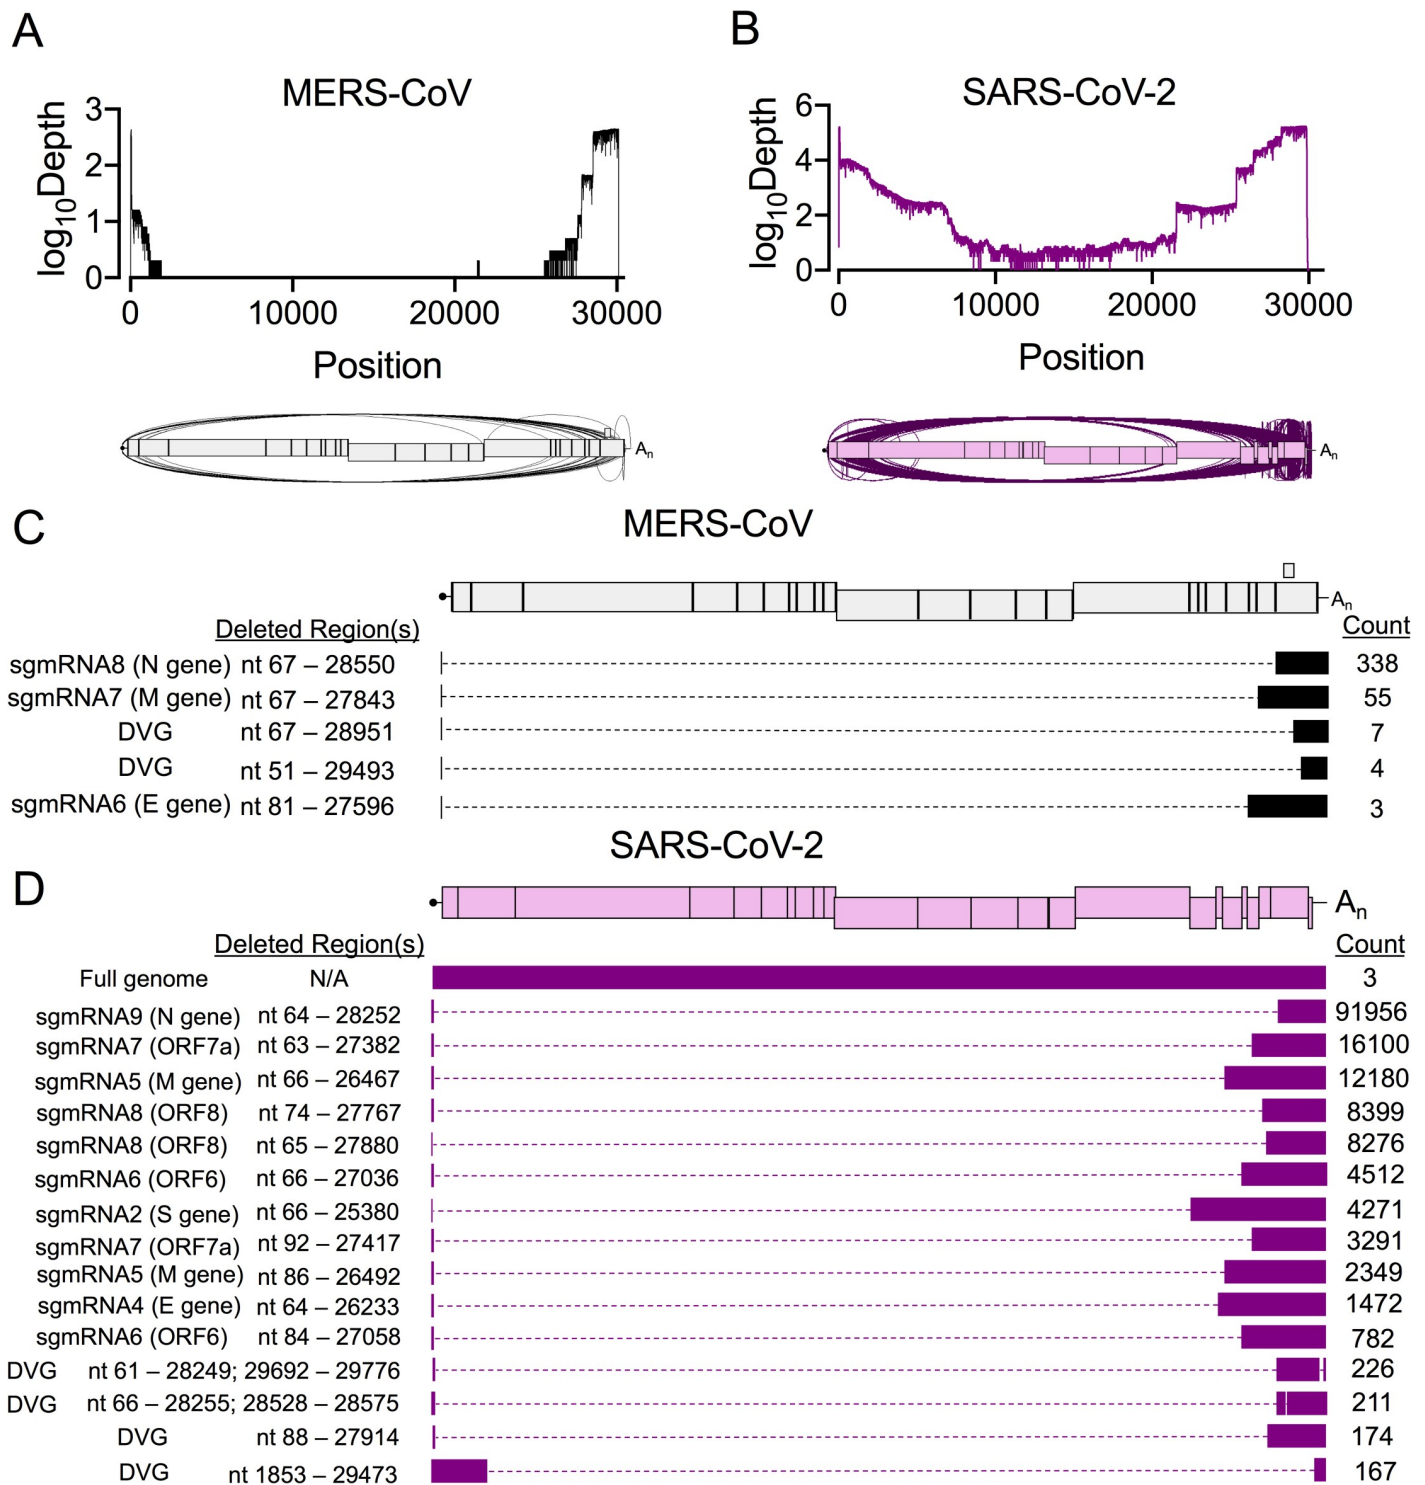 A
B
MERS-CoV
SARS-CoV-2
log10Depth
3
2
1
0
0 10000 20000 30000
Position
log10Depth
6
4
2
0
0 10000 20000 30000
Position
An
An
C
MERS-CoV
An
Deleted Region(s) Count
sgmRNA8 (N gene) nt 67 – 28550 338
sgmRNA7 (M gene) nt 67 – 27843 55
DVG nt 67 – 28951 7
DVG nt 51 – 29493 4
sgmRNA6 (E gene) nt 81 – 27596 3
SARS-CoV-2
D
An
Deleted Region(s) Count
Full genome N/A 3
sgmRNA9 (N gene) nt 64 – 28252 91956
sgmRNA7 (ORF7a) nt 63 – 27382 16100
sgmRNA5 (M gene) nt 66 – 26467 12180
sgmRNA8 (ORF8) nt 74 – 27767 8399
sgmRNA8 (ORF8) nt 65 – 27880 8276
sgmRNA6 (ORF6) nt 66 – 27036 4512
sgmRNA2 (S gene) nt 66 – 25380 4271
sgmRNA7 (ORF7a) nt 92 – 27417 3291
sgmRNA5 (M gene) nt 86 – 26492 2349
sgmRNA4 (E gene) nt 64 – 26233 1472
sgmRNA6 (ORF6) nt 84 – 27058 782
DVG nt 61 – 28249; 29692 – 29776 226
DVG nt 66 – 28255; 28528 – 28575 211
DVG nt 88 – 27914 174
DVG nt 1853 – 29473 167